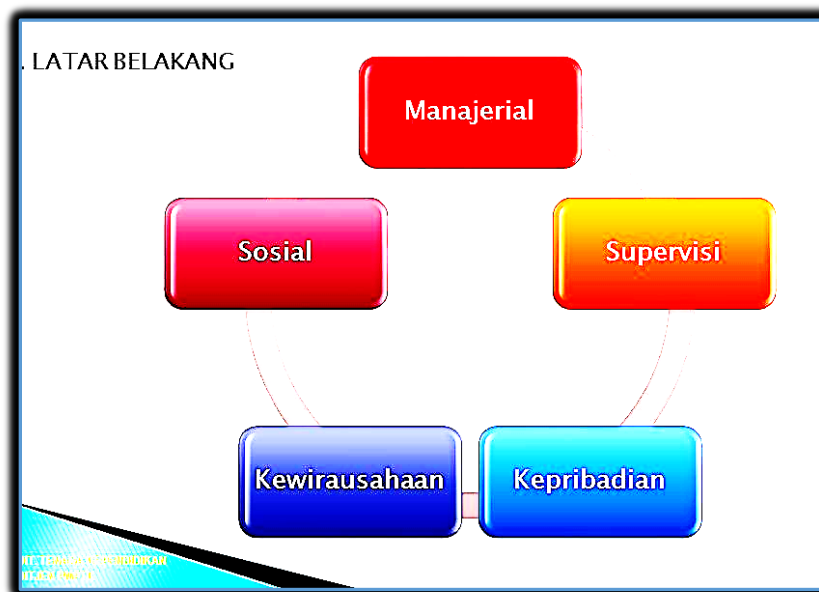 . LATAR BELAKANG
Manajerial
Sosial
Supervisi
Kewirausahaan
Kepribadian